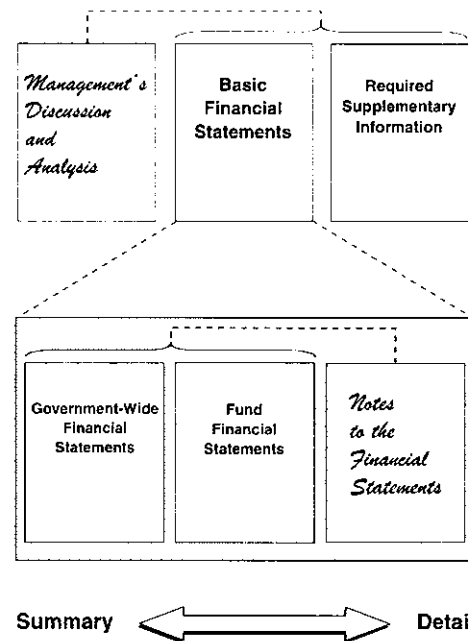 Management's
Discussion
and
Analysis
Basic
Financial
Statements
Required
Supplementary
Information
Government-Wide
Financial
Statements
Fund
Financial
Statements
Notes
to the
Financial
Statements
Summary
Detai